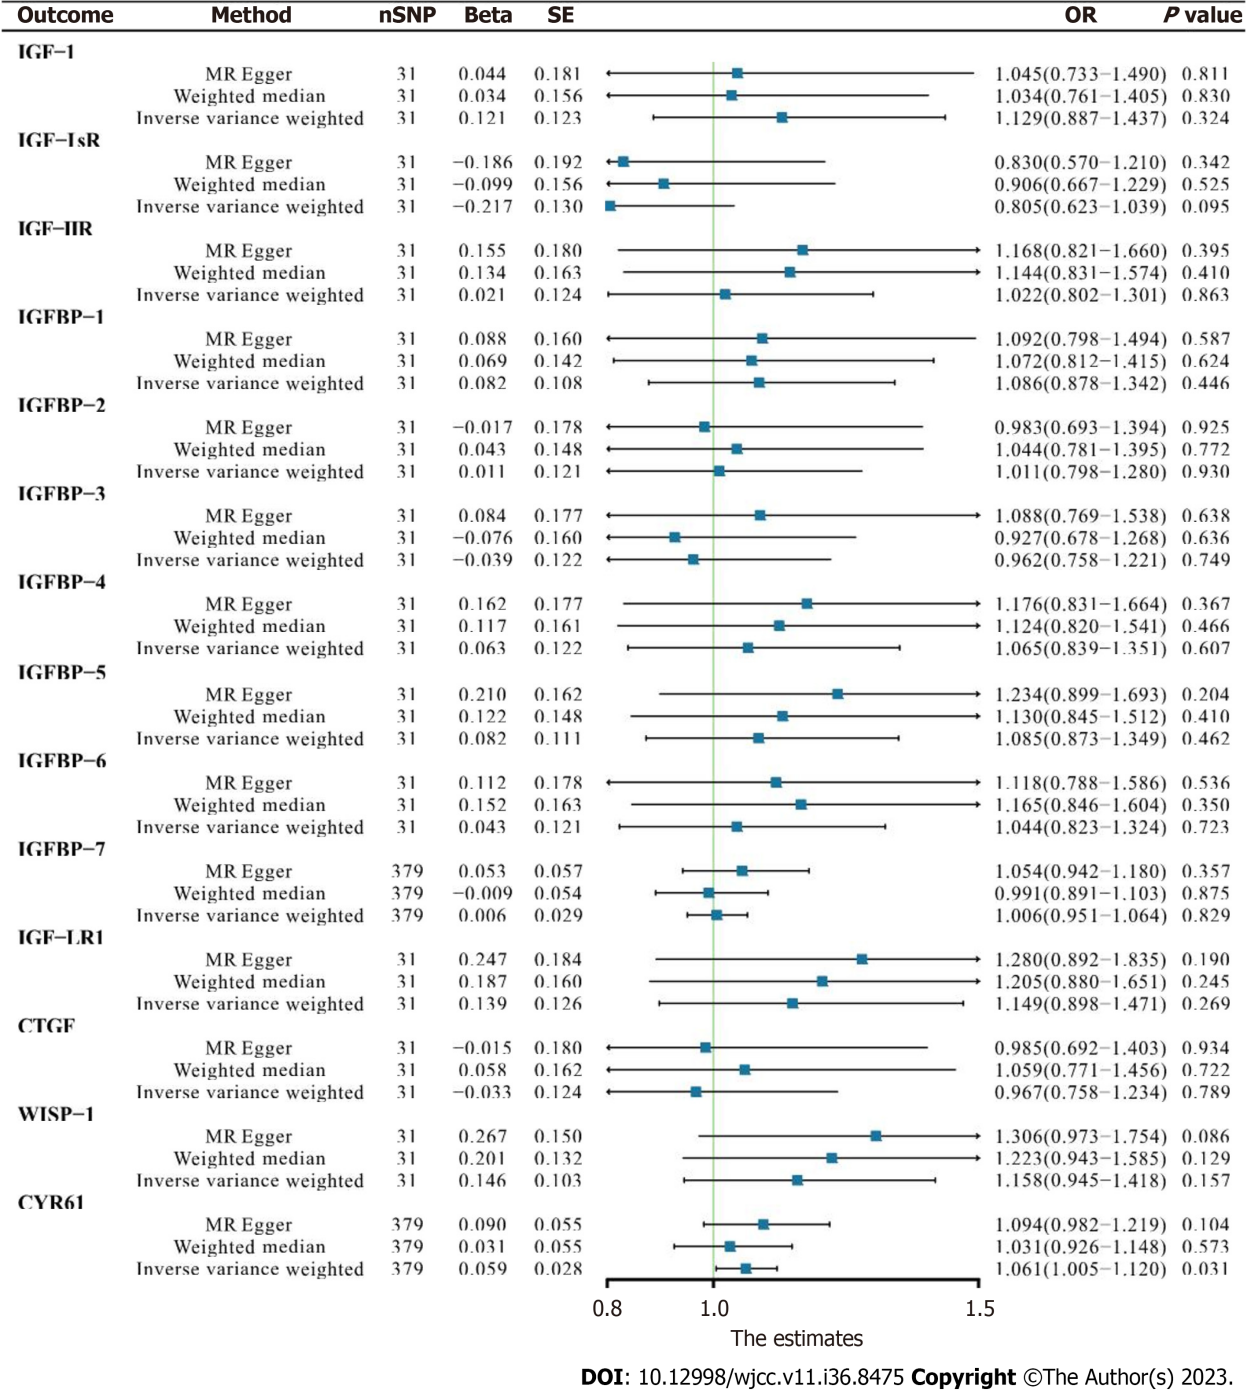 Outcome Method nSNP Beta SE OR P value
IGF−1
MR Egger 31 0.044 0.181 1.045(0.733−1.490) 0.811
Weighted median 31 0.034 0.156 1.034(0.761−1.405) 0.830
Inverse variance weighted 31 0.121 0.123 1.129(0.887−1.437) 0.324
IGF−IsR
MR Egger 31 −0.186 0.192 0.830(0.570−1.210) 0.342
Weighted median 31 −0.099 0.156 0.906(0.667−1.229) 0.525
Inverse variance weighted 31 −0.217 0.130 0.805(0.623−1.039) 0.095
IGF−IIR
MR Egger 31 0.155 0.180 1.168(0.821−1.660) 0.395
Weighted median 31 0.134 0.163 1.144(0.831−1.574) 0.410
Inverse variance weighted 31 0.021 0.124 1.022(0.802−1.301) 0.863
IGFBP−1
MR Egger 31 0.088 0.160 1.092(0.798−1.494) 0.587
Weighted median 31 0.069 0.142 1.072(0.812−1.415) 0.624
Inverse variance weighted 31 0.082 0.108 1.086(0.878−1.342) 0.446
IGFBP−2
MR Egger 31 −0.017 0.178 0.983(0.693−1.394) 0.925
Weighted median 31 0.043 0.148 1.044(0.781−1.395) 0.772
Inverse variance weighted 31 0.011 0.121 1.011(0.798−1.280) 0.930
IGFBP−3
MR Egger 31 0.084 0.177 1.088(0.769−1.538) 0.638
Weighted median 31 −0.076 0.160 0.927(0.678−1.268) 0.636
Inverse variance weighted 31 −0.039 0.122 0.962(0.758−1.221) 0.749
IGFBP−4
MR Egger 31 0.162 0.177 1.176(0.831−1.664) 0.367
Weighted median 31 0.117 0.161 1.124(0.820−1.541) 0.466
Inverse variance weighted 31 0.063 0.122 1.065(0.839−1.351) 0.607
IGFBP−5
MR Egger 31 0.210 0.162 1.234(0.899−1.693) 0.204
Weighted median 31 0.122 0.148 1.130(0.845−1.512) 0.410
Inverse variance weighted 31 0.082 0.111 1.085(0.873−1.349) 0.462
IGFBP−6
MR Egger 31 0.112 0.178 1.118(0.788−1.586) 0.536
Weighted median 31 0.152 0.163 1.165(0.846−1.604) 0.350
Inverse variance weighted 31 0.043 0.121 1.044(0.823−1.324) 0.723
IGFBP−7
MR Egger 379 0.053 0.057 1.054(0.942−1.180) 0.357
Weighted median 379 −0.009 0.054 0.991(0.891−1.103) 0.875
Inverse variance weighted 379 0.006 0.029 1.006(0.951−1.064) 0.829
IGF−LR1
MR Egger 31 0.247 0.184 1.280(0.892−1.835) 0.190
Weighted median 31 0.187 0.160 1.205(0.880−1.651) 0.245
Inverse variance weighted 31 0.139 0.126 1.149(0.898−1.471) 0.269
CTGF
MR Egger 31 −0.015 0.180 0.985(0.692−1.403) 0.934
Weighted median 31 0.058 0.162 1.059(0.771−1.456) 0.722
Inverse variance weighted 31 −0.033 0.124 0.967(0.758−1.234) 0.789
WISP−1
MR Egger 31 0.267 0.150 1.306(0.973−1.754) 0.086
Weighted median 31 0.201 0.132 1.223(0.943−1.585) 0.129
Inverse variance weighted 31 0.146 0.103 1.158(0.945−1.418) 0.157
CYR61
MR Egger 379 0.090 0.055 1.094(0.982−1.219) 0.104
Weighted median 379 0.031 0.055 1.031(0.926−1.148) 0.573
Inverse variance weighted 379 0.059 0.028 1.061(1.005−1.120) 0.031
0.8 1.0 1.5
The estimates
DOI: 10.12998/wjcc.v11.i36.8475 Copyright ©The Author(s) 2023.